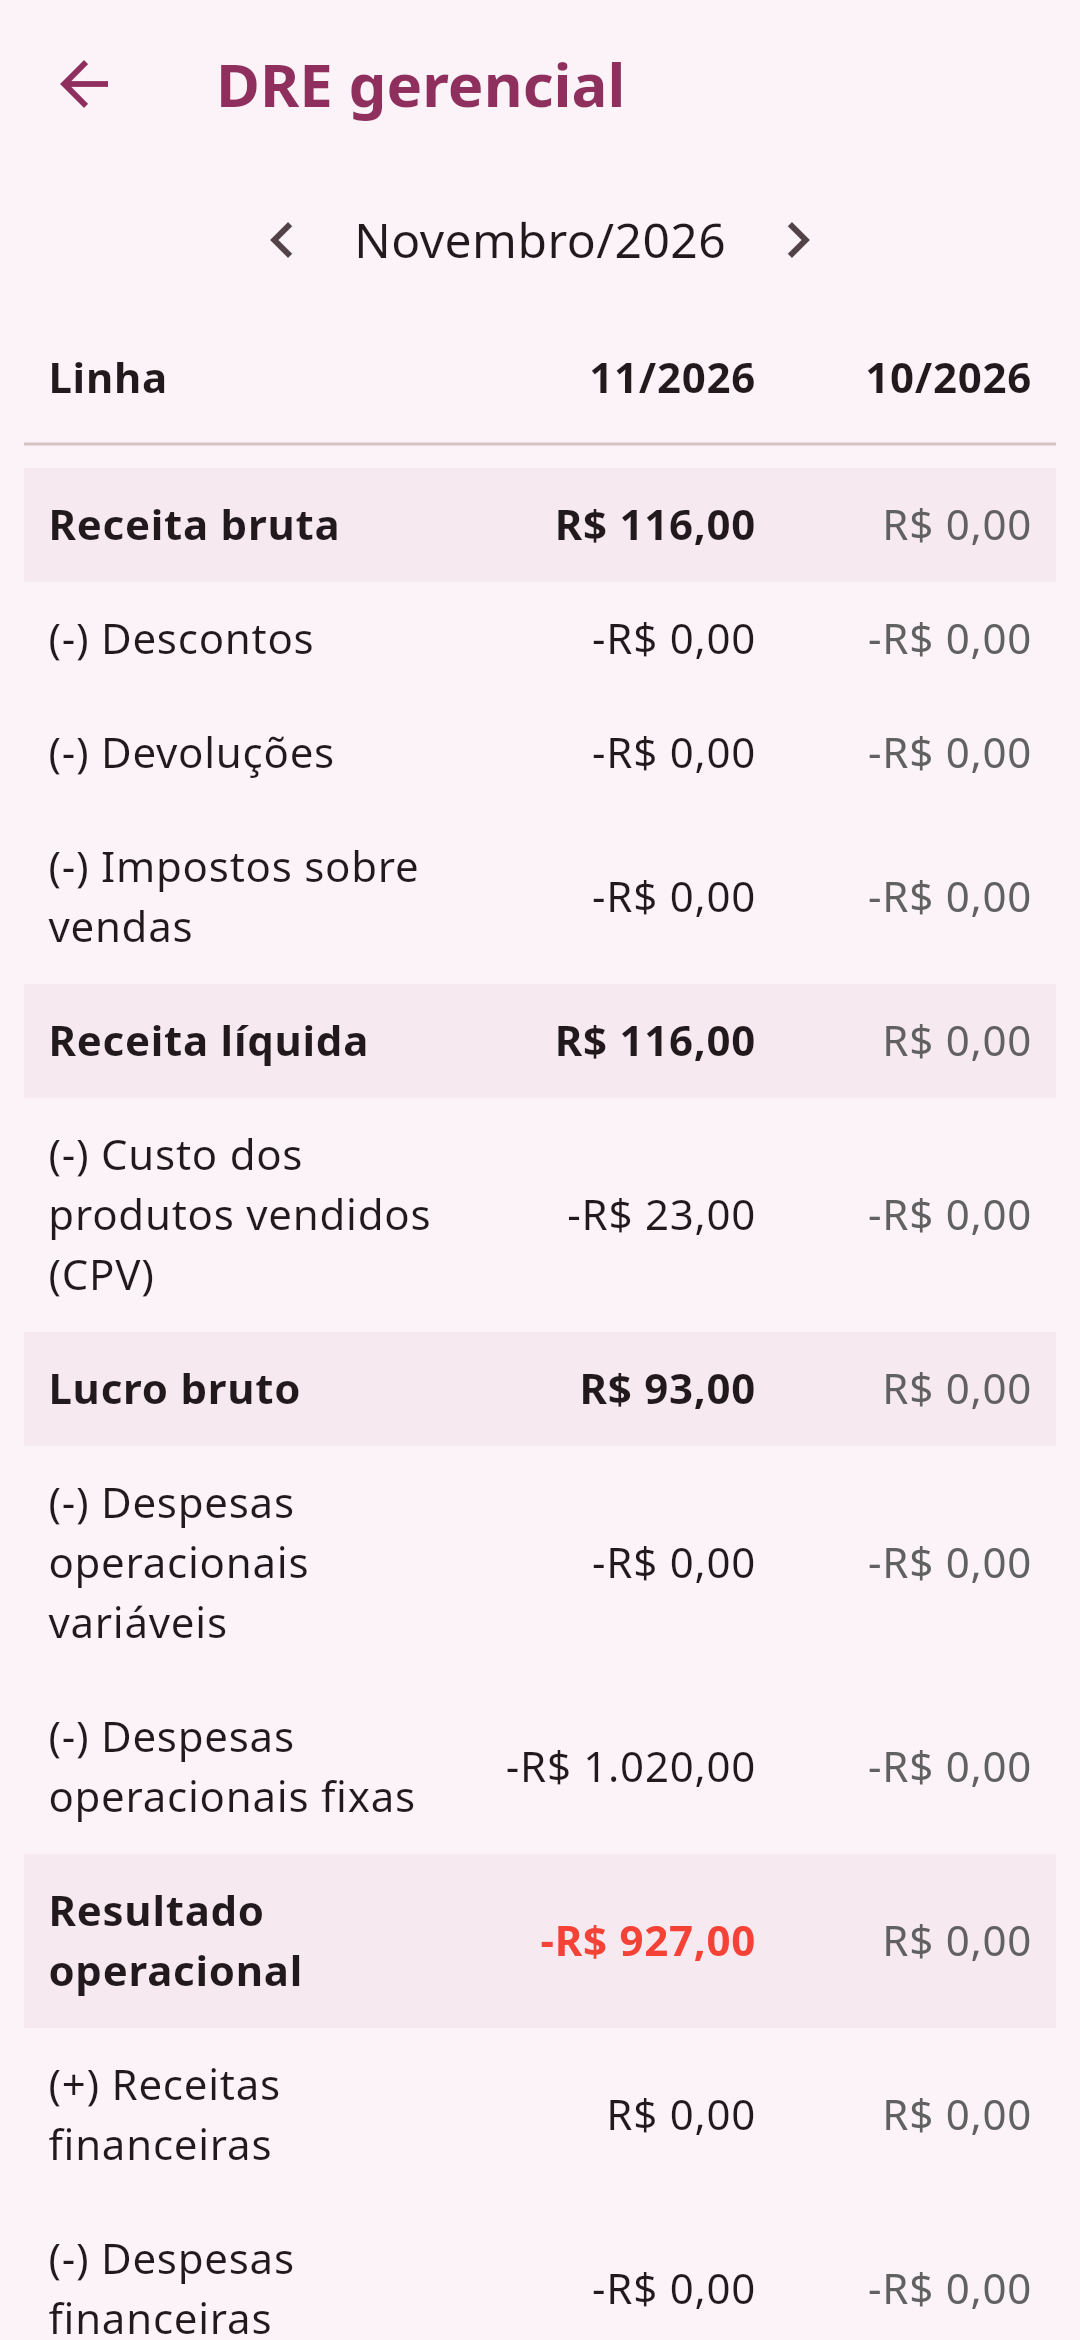 DRE gerencial
Novembro/2026
Linha 11/2026 10/2026
Receita bruta R$ 116,00 R$ 0,00
(-) Descontos -R$ 0,00 -R$ 0,00
(-) Devoluções -R$ 0,00 -R$ 0,00
(-) Impostos sobre
vendas -R$ 0,00 -R$ 0,00
Receita líquida R$ 116,00 R$ 0,00
(-) Custo dos
produtos vendidos -R$ 23,00 -R$ 0,00
(CPV)
Lucro bruto R$ 93,00 R$ 0,00
(-) Despesas
operacionais -R$ 0,00 -R$ 0,00
variáveis
(-) Despesas
operacionais fixas -R$ 1.020,00 -R$ 0,00
Resultado
operacional -R$ 927,00 R$ 0,00
(+) Receitas
financeiras R$ 0,00 R$ 0,00
(-) Despesas
financeiras -R$ 0,00 -R$ 0,00